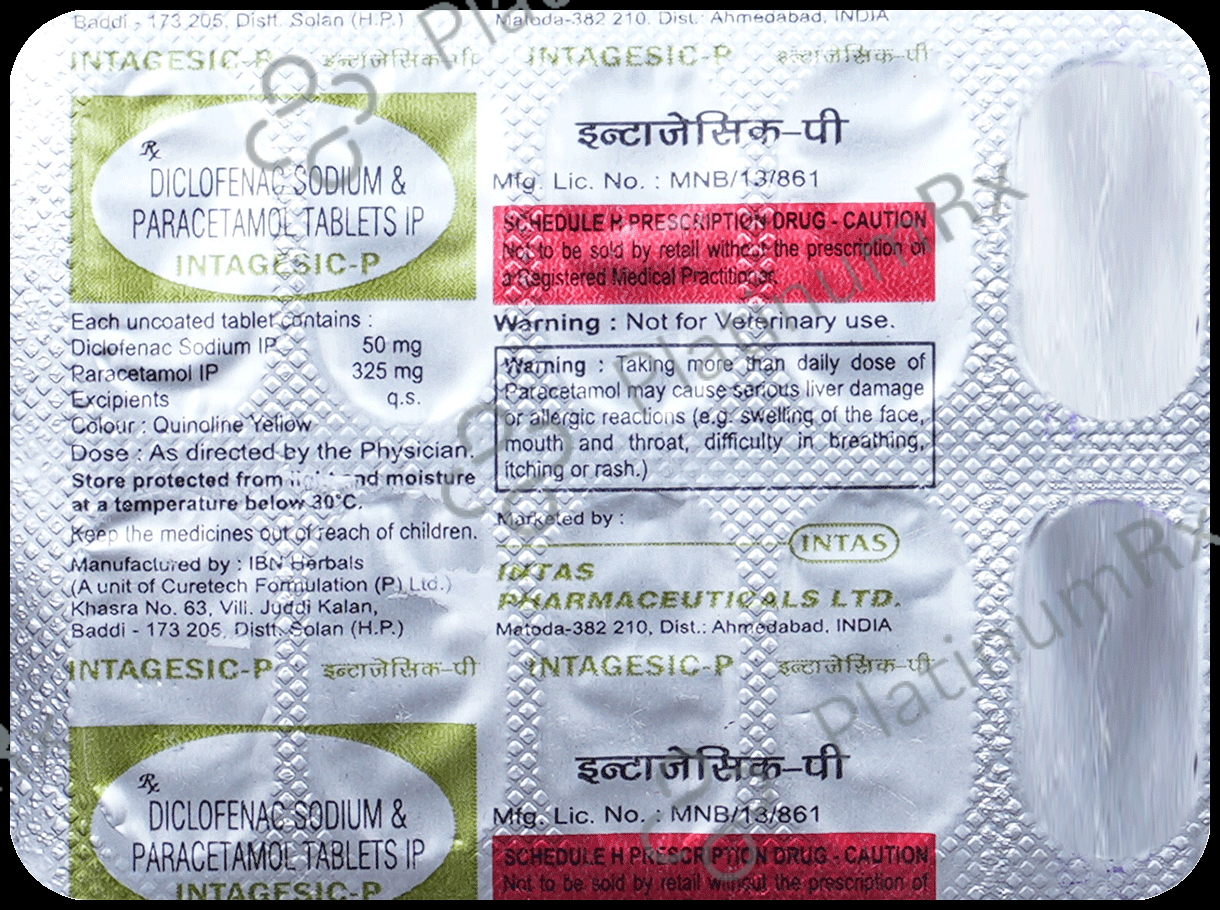 Baddi - 173 205, Distt. Solan (H.P.)
Matoda-382 210. Dist.: Ahmedabad, INDIA
INTAGESIC-P इन्टाजेसिक-पी INTAGESIC-P इन्टाजेसिक-पी
Rx
DICLOFENAC SODIUM &
PARACETAMOL TABLETS IP
INTAGESIC-P
Each uncoated tablet contains :
Diclofenac Sodium IP 50 mg
Paracetamol IP 325 mg
Excipients q.s.
Colour : Quinoline Yellow
Dose : As directed by the Physician.
Store protected from light and moisture
at a temperature below 30°C.
Keep the medicines out of reach of children.
Manufactured by : IBN Herbals
(A unit of Curetech Formulation (P) Ltd.)
Khasra No. 63, Vill. Juddi Kalan,
Baddi - 173 205, Distt. Solan (H.P.)
इन्टाजेसिक-पी
Mfg. Lic. No. : MNB/13/861
SCHEDULE H PRESCRIPTION DRUG - CAUTION
Not to be sold by retail without the prescription of
a Registered Medical Practitioner.
Warning : Not for Veterinary use.
Warning : Taking more than daily dose of
Paracetamol may cause serious liver damage
or allergic reactions (e.g. swelling of the face,
mouth and throat, difficulty in breathing,
itching or rash.)
Marketed by :
INTAS
INTAS
PHARMACEUTICALS LTD.
Matoda-382 210, Dist.: Ahmedabad, INDIA
INTAGESIC-P इन्टाजेसिक-पी INTAGESIC-P इन्टाजेसिक-पी
Rx
DICLOFENAC SODIUM &
PARACETAMOL TABLETS IP
INTAGESIC-P
इन्टाजेसिक-पी
Mfg. Lic. No. : MNB/13/861
SCHEDULE H PRESCRIPTION DRUG - CAUTION
Not to be sold by retail without the prescription of
PlatinumRx
PlatinumRx
PlatinumRx